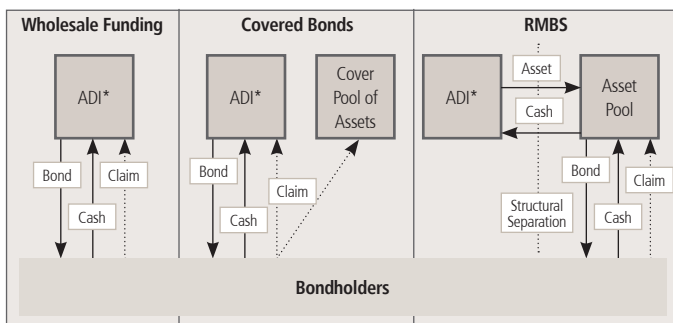 Wholesale Funding
ADI*
Bond
Claim
Cash
Covered Bonds
ADI*
Cover
Pool of
Assets
Bond
Claim
Cash
RMBS
Asset
ADI*
Cash
Asset
Pool
Bond
Claim
Structural
Separation
Cash
Bondholders